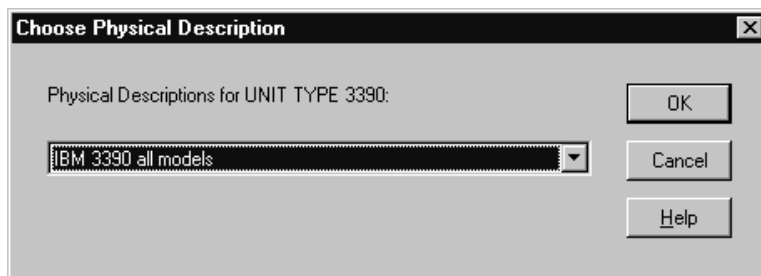 Choose Physical Description
Physical Descriptions for UNIT TYPE 3390:
IBM 3390 all models
OK
Cancel
Help